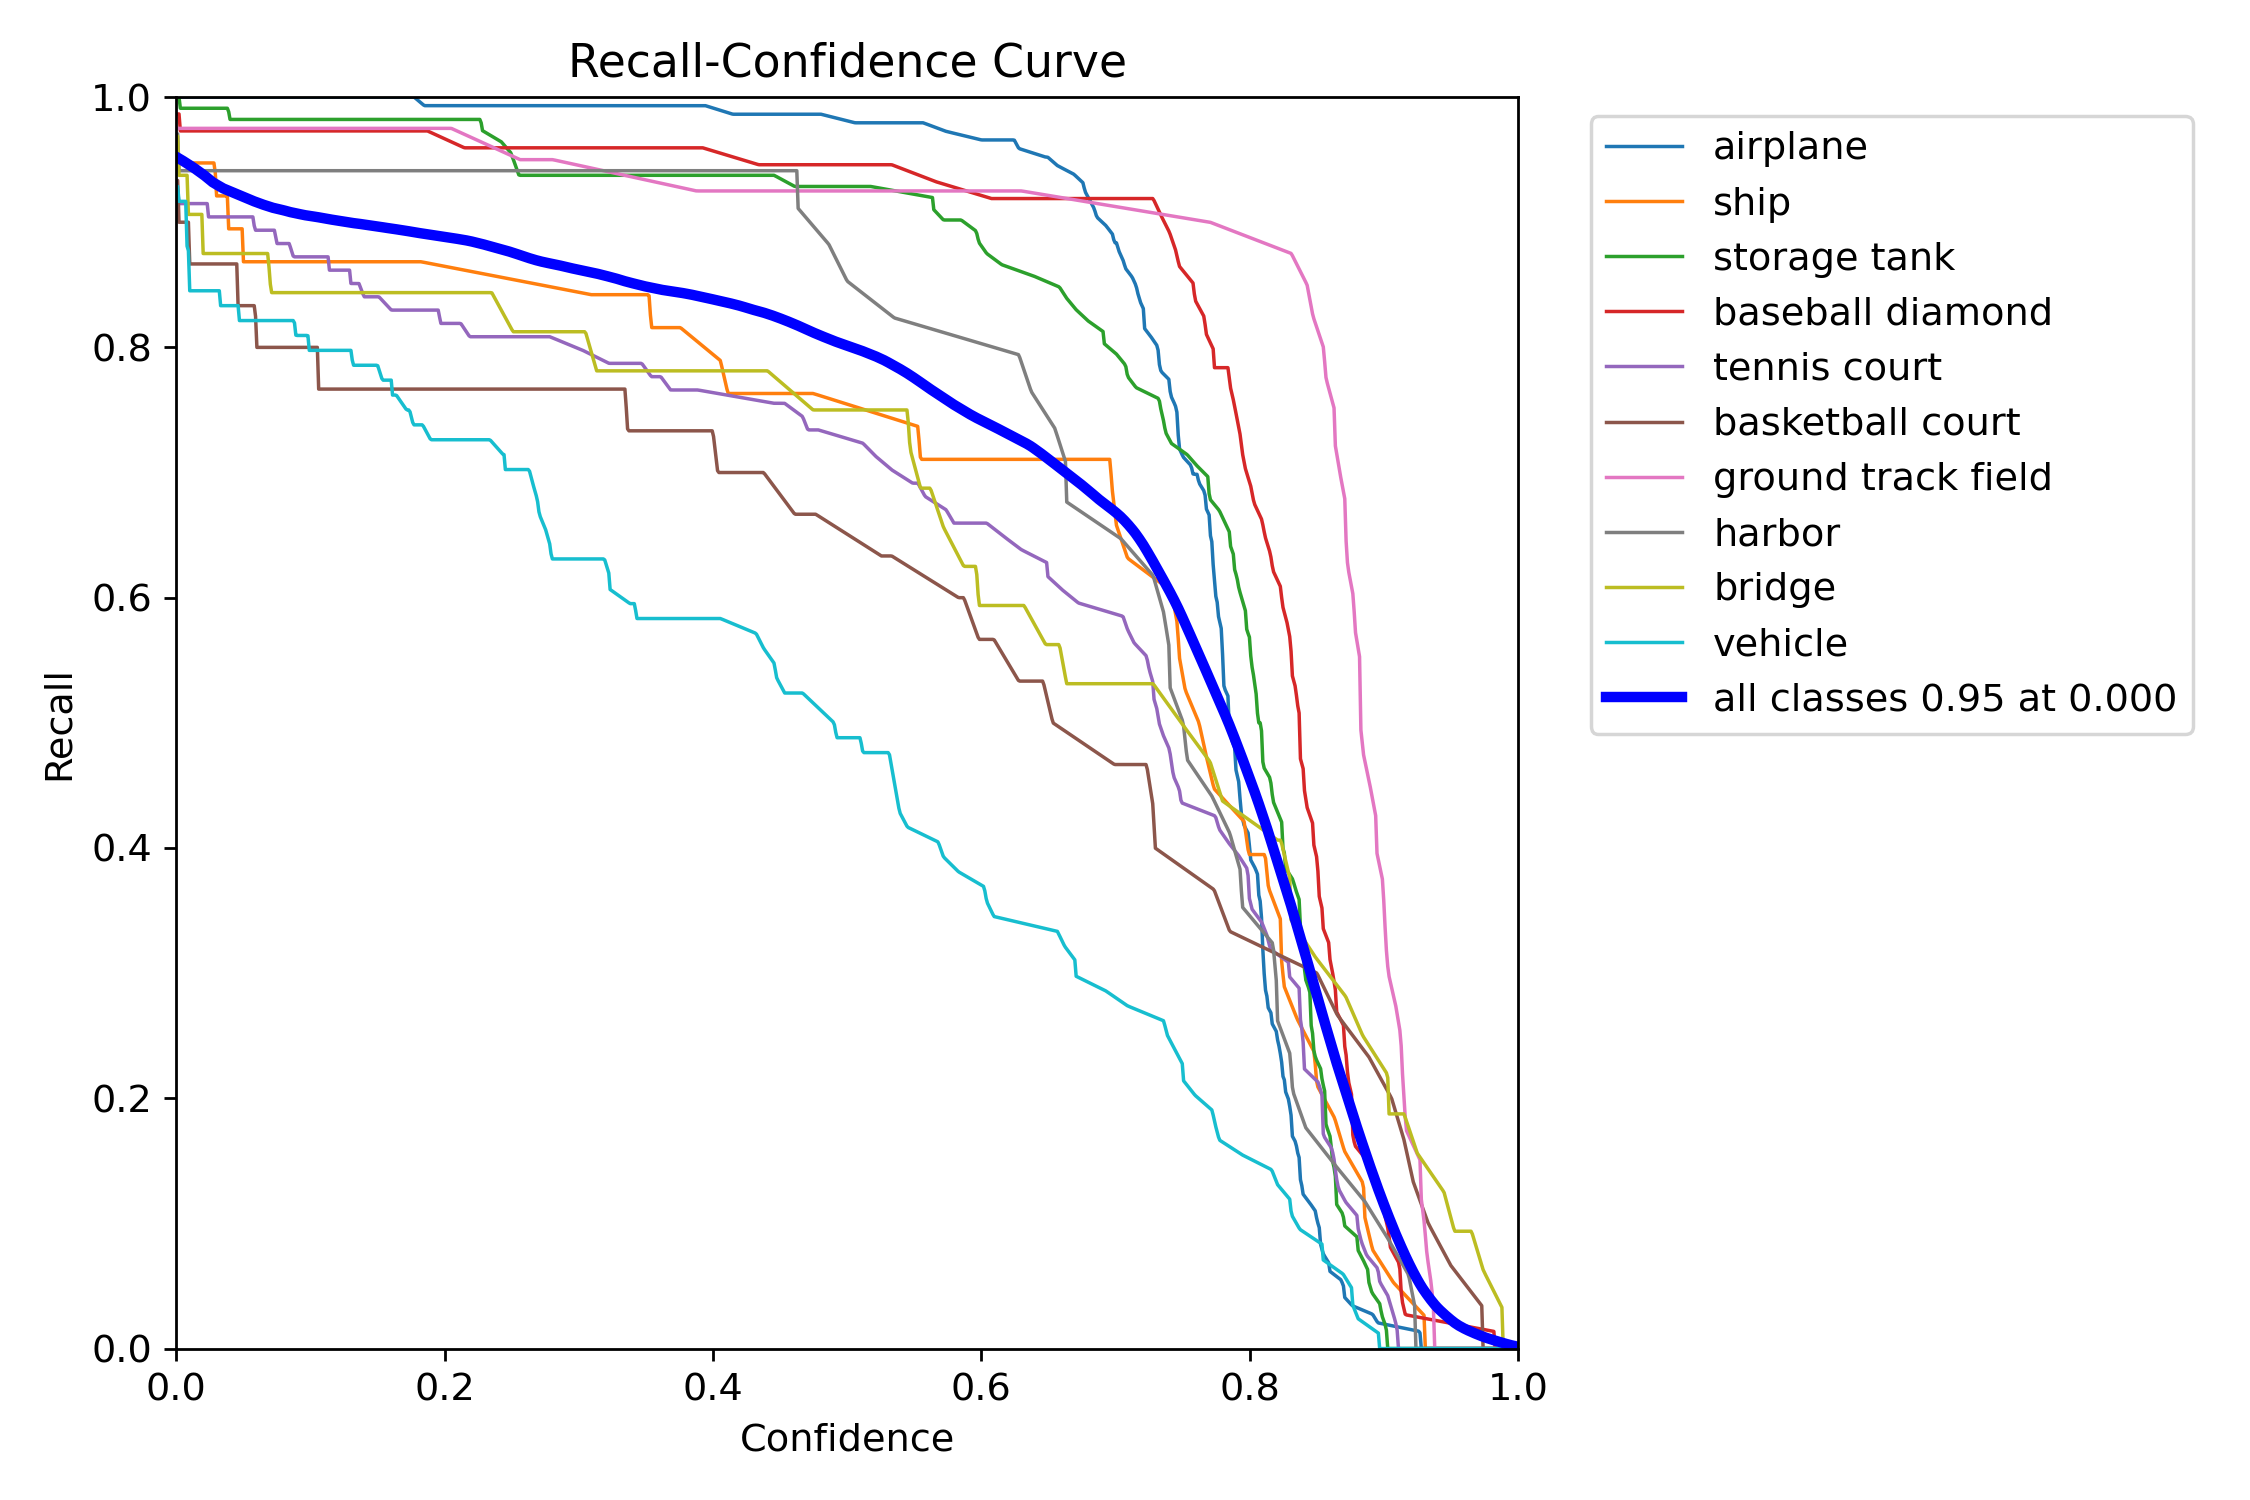 Recall-Confidence Curve
1.0
0.8
0.6
0.4
0.2
0.0
Recall
0.0 0.2 0.4 0.6 0.8 1.0
Confidence
airplane
ship
storage tank
baseball diamond
tennis court
basketball court
ground track field
harbor
bridge
vehicle
all classes 0.95 at 0.000